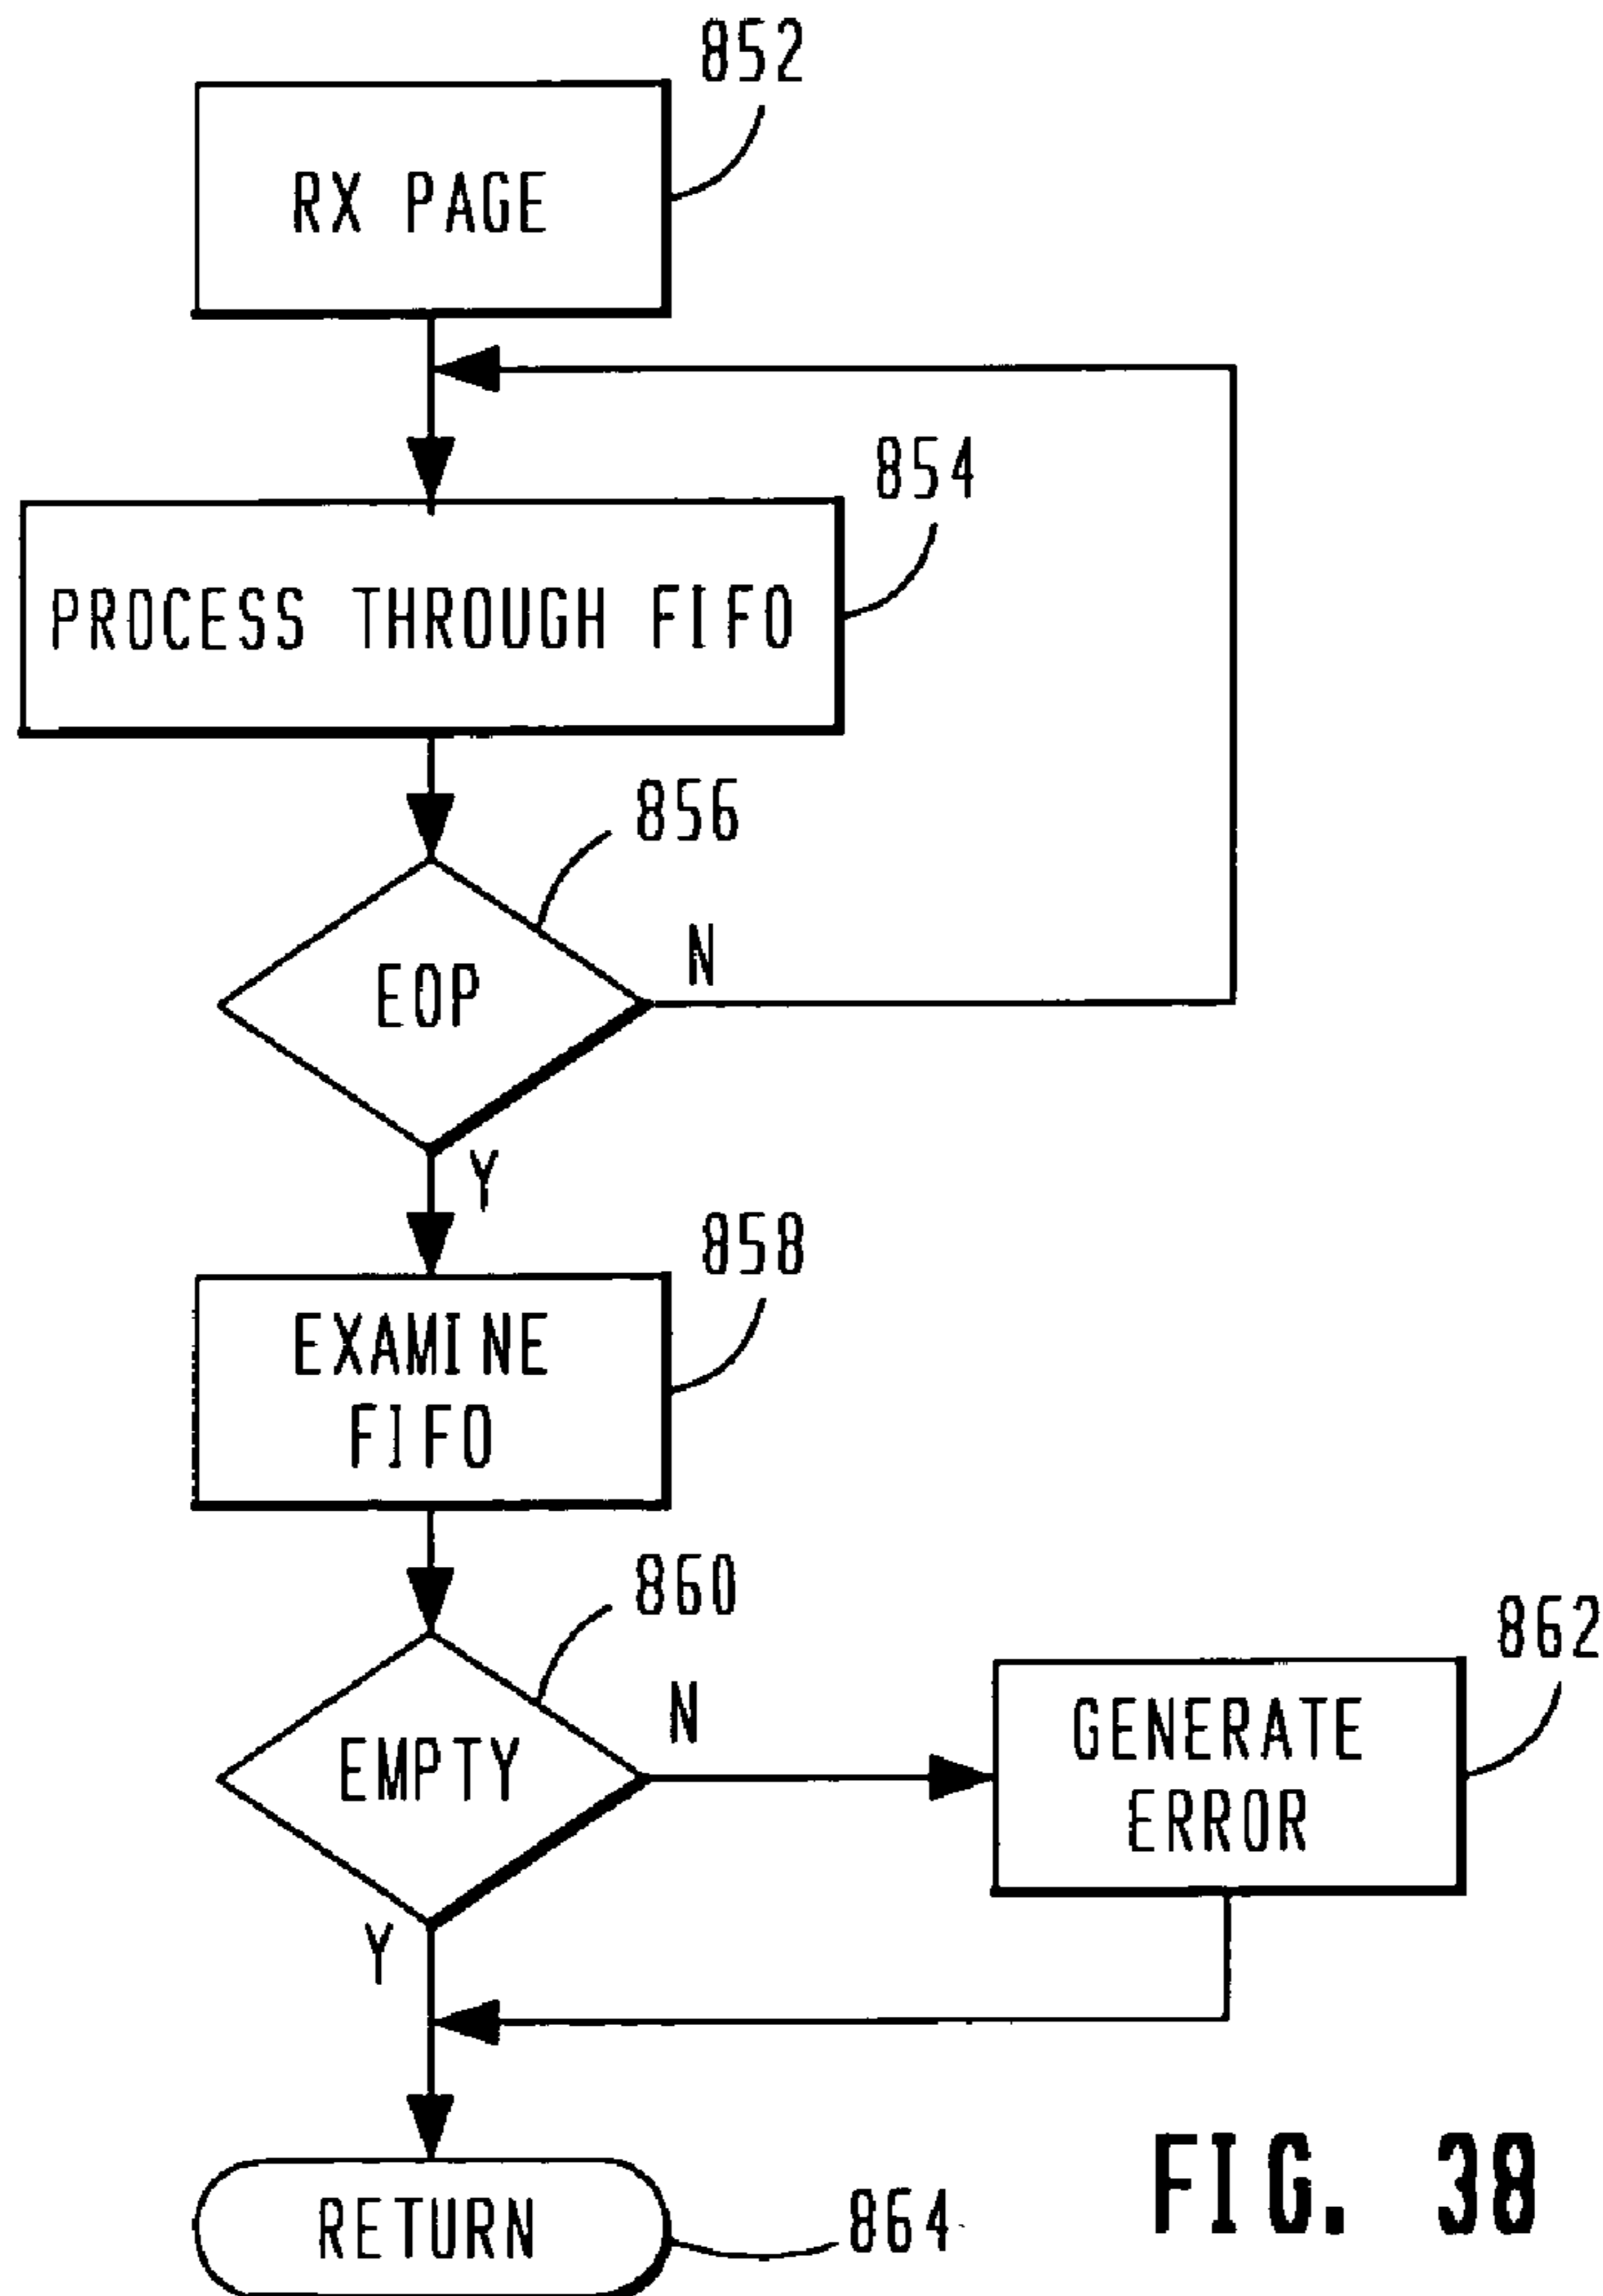 852
RX PAGE
854
PROCESS THROUGH FIFO
856
EOP
N
Y
858
EXAMINE
FIFO
860
EMPTY
N
Y
862
GENERATE
ERROR
RETURN
864
FIG. 38